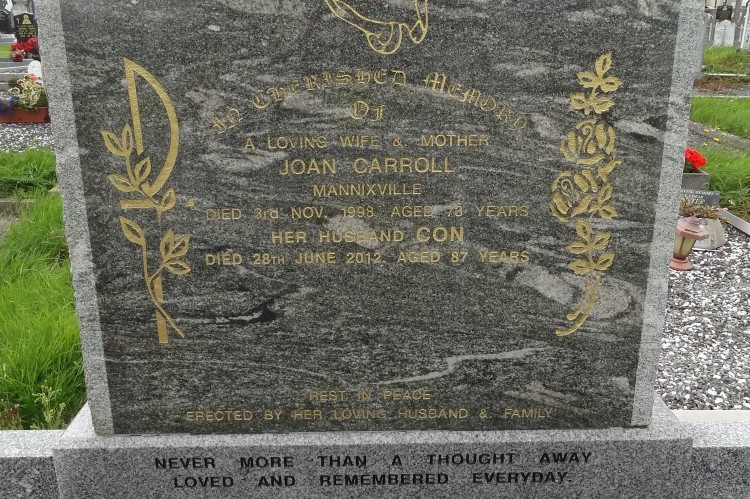 IN CHERISHED MEMORY
OF
A LOVING WIFE & MOTHER
JOAN CARROLL
MANNIXVILLE
DIED 3rd NOV. 1998 AGED 73 YEARS
HER HUSBAND CON
DIED 28TH JUNE 2012, AGED 87 YEARS
REST IN PEACE
ERECTED BY HER LOVING HUSBAND & FAMILY
NEVER MORE THAN A THOUGHT AWAY
LOVED AND REMEMBERED EVERYDAY.